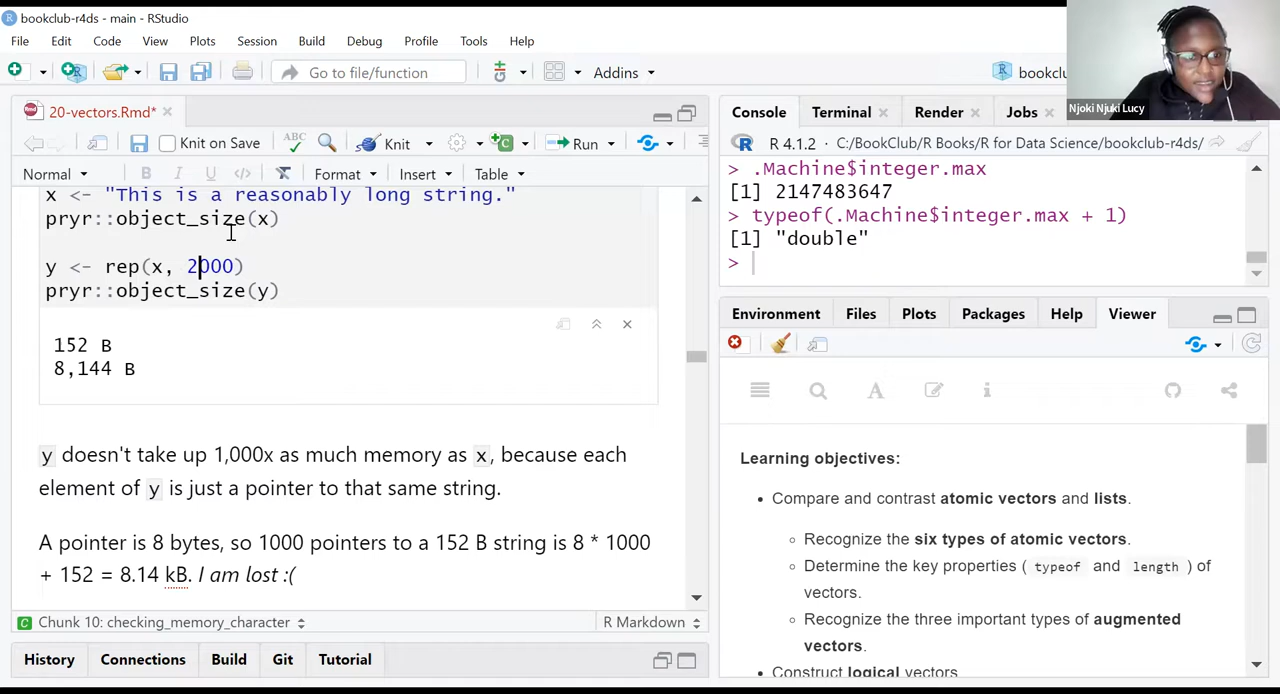 bookclub-r4ds - main - RStudio
File Edit Code View Plots Session Build Debug Profile Tools Help
Go to file/function
Addins
bookclu
Njoki Njuki Lucy
20-vectors.Rmd*
Knit on Save
ABC
Knit
Run
Normal
B I U </>
Format
Insert
Table
x <- "This is a reasonably long string."
pryr::object_size(x)
y <- rep(x, 2000)
pryr::object_size(y)
152 B
8,144 B
y doesn't take up 1,000x as much memory as x, because each
element of y is just a pointer to that same string.
A pointer is 8 bytes, so 1000 pointers to a 152 B string is 8 * 1000
+ 152 = 8.14 kB. I am lost :(
Chunk 10: checking_memory_character
R Markdown
History Connections Build Git Tutorial
Console Terminal Render Jobs
R 4.1.2 . C:/BookClub/R Books/R for Data Science/bookclub-r4ds/
> .Machine$integer.max
[1] 2147483647
> typeof(.Machine$integer.max + 1)
[1] "double"
>
Environment Files Plots Packages Help Viewer
Learning objectives:
• Compare and contrast atomic vectors and lists.
◦ Recognize the six types of atomic vectors.
◦ Determine the key properties ( typeof and length ) of
vectors.
◦ Recognize the three important types of augmented
vectors.
• Construct logical vectors